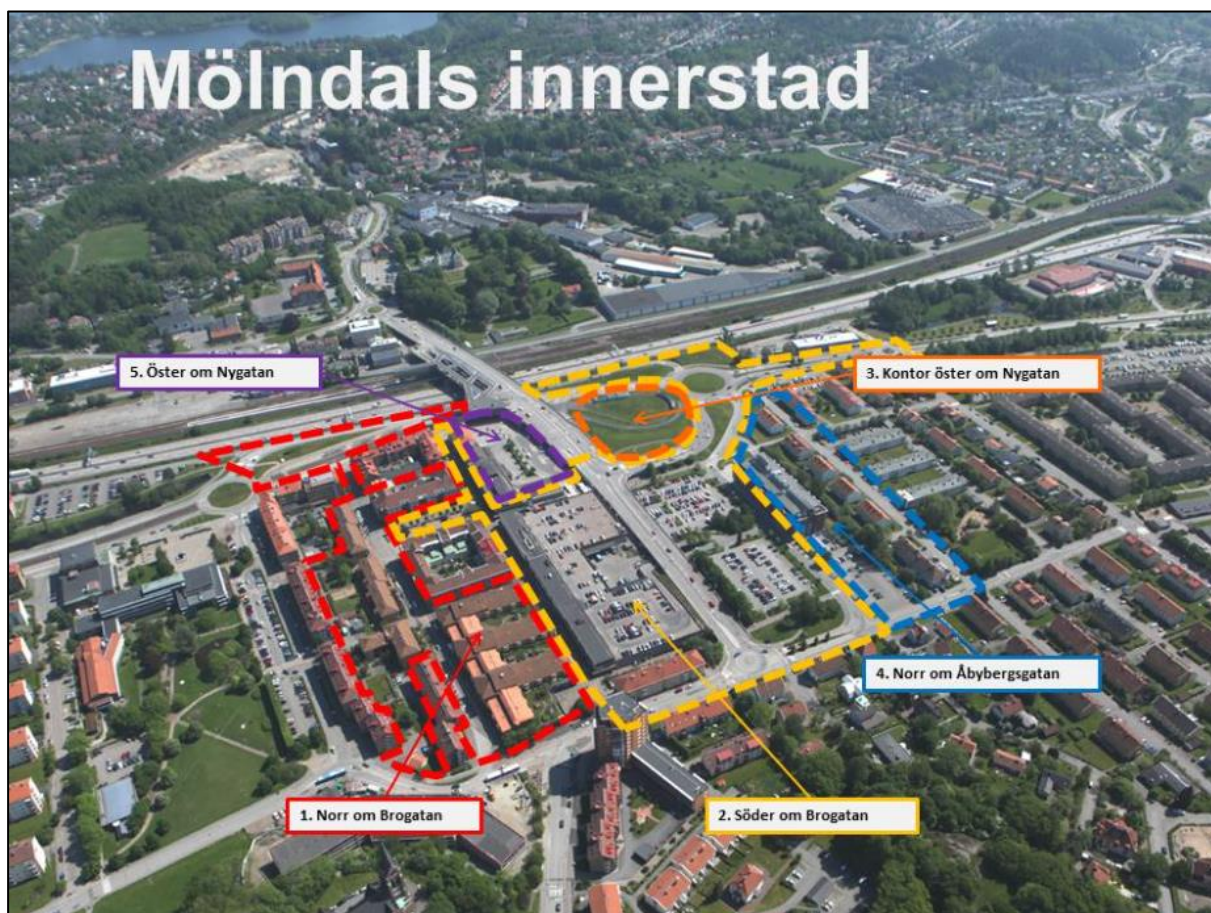 Mölndals innerstad
5. Öster om Nygatan
3. Kontor öster om Nygatan
4. Norr om Åbybergsgatan
1. Norr om Brogatan
2. Söder om Brogatan